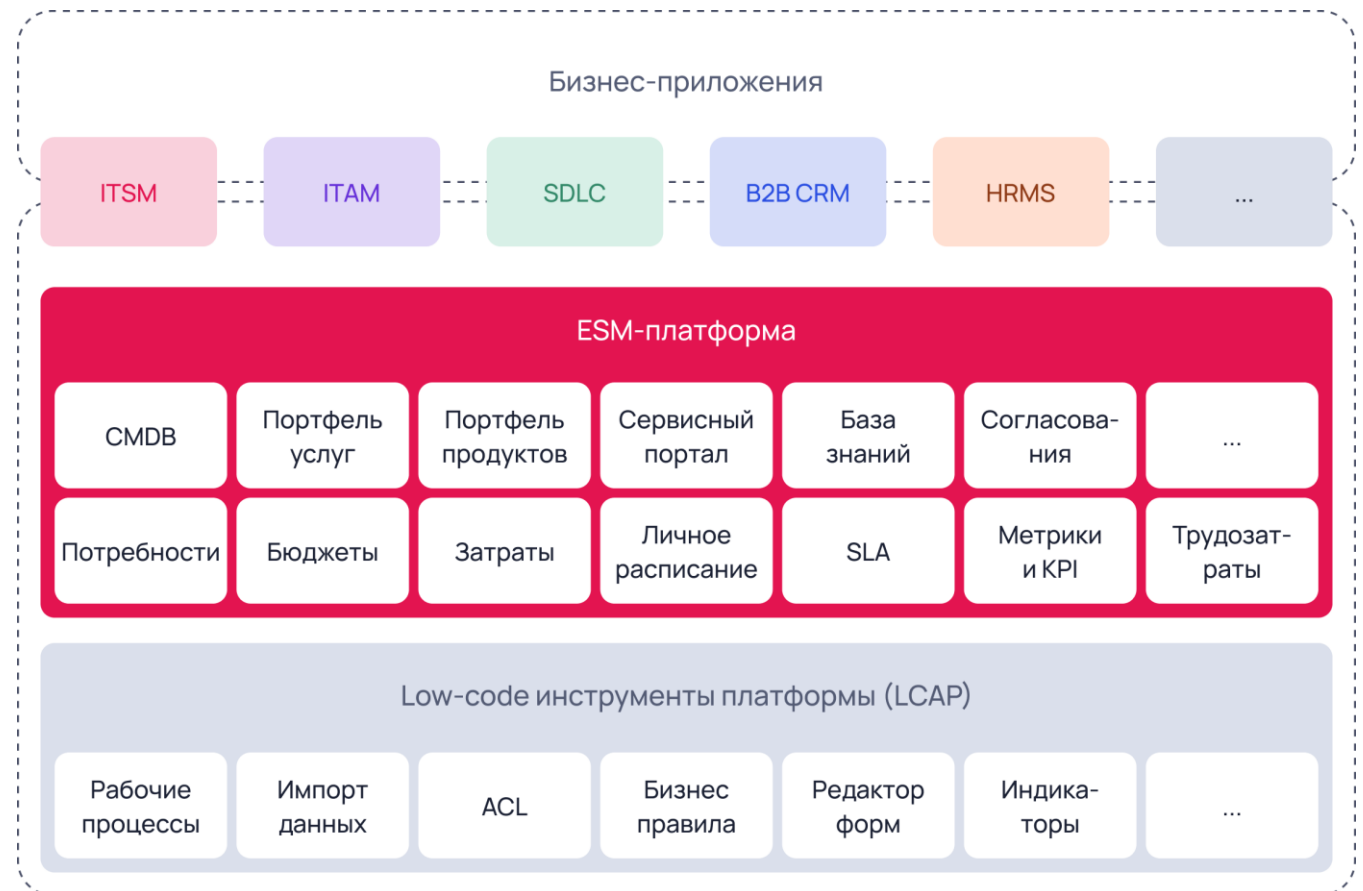 Бизнес-приложения
ITSM
ITAM
SDLC
B2B CRM
HRMS
...
ESM-платформа
CMDB
Портфель
услуг
Портфель
продуктов
Сервисный
портал
База
знаний
Согласова-
ния
...
Потребности
Бюджеты
Затраты
Личное
расписание
SLA
Метрики
и KPI
Трудозат-
раты
Low-code инструменты платформы (LCAP)
Рабочие
процессы
Импорт
данных
ACL
Бизнес
правила
Редактор
форм
Индика-
торы
...